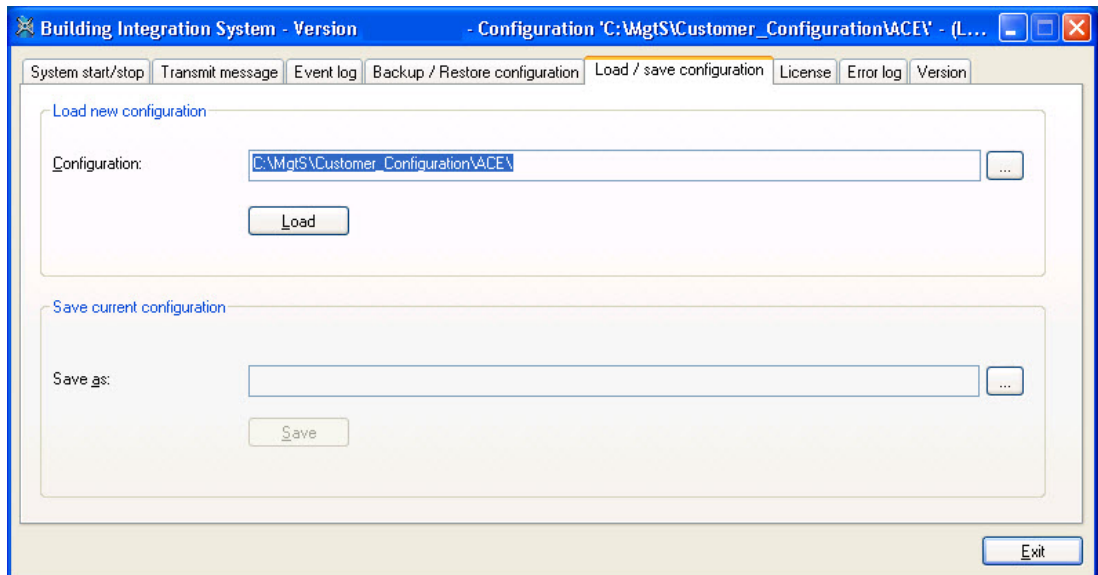 Building Integration System - Version - Configuration 'C:\MgtS\Customer_Configuration\ACE\' - (L...
System start/stop Transmit message Event log Backup / Restore configuration Load / save configuration License Error log Version
Load new configuration
Configuration: C:\MgtS\Customer_Configuration\ACE\ ...
Load
Save current configuration
Save as: ...
Save
Exit